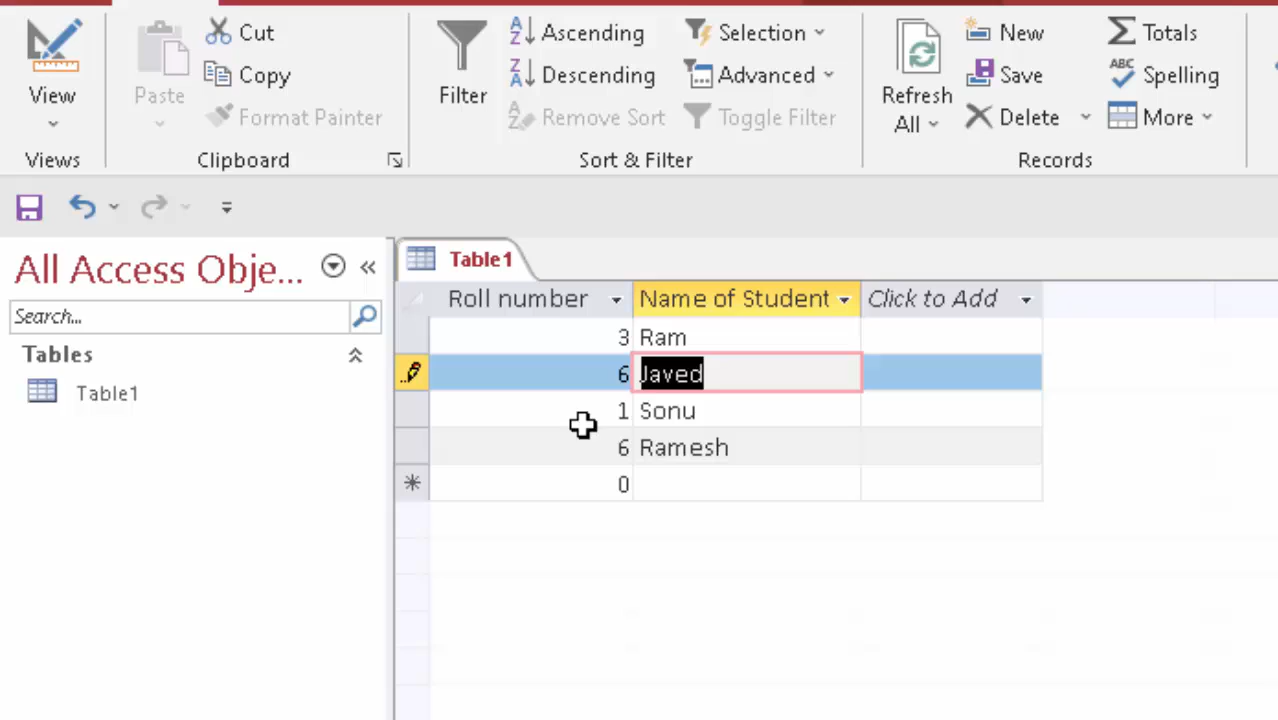 View
Views
Paste
Cut
Copy
Format Painter
Clipboard
Filter
Ascending
Descending
Remove Sort
Selection
Advanced
Toggle Filter
Sort & Filter
Refresh
All
New
Save
Delete
Totals
Spelling
More
Records
All Access Obje...
Search...
Tables
Table1
Table1
Roll number Name of Student Click to Add
3 Ram
6 Javed
1 Sonu
6 Ramesh
0